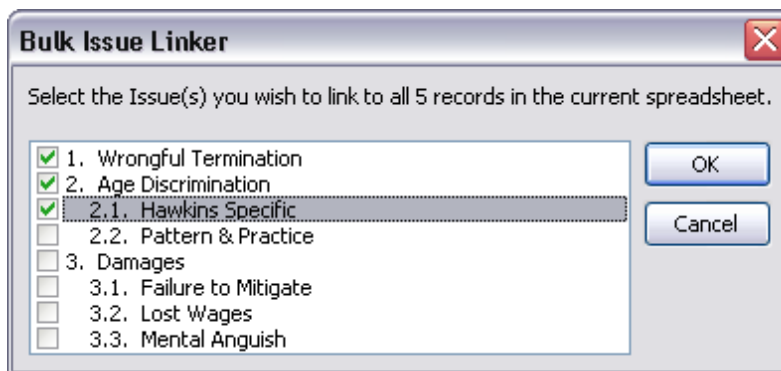 Bulk Issue Linker
Select the Issue(s) you wish to link to all 5 records in the current spreadsheet.
1. Wrongful Termination
2. Age Discrimination
2.1. Hawkins Specific
2.2. Pattern & Practice
3. Damages
3.1. Failure to Mitigate
3.2. Lost Wages
3.3. Mental Anguish
OK
Cancel